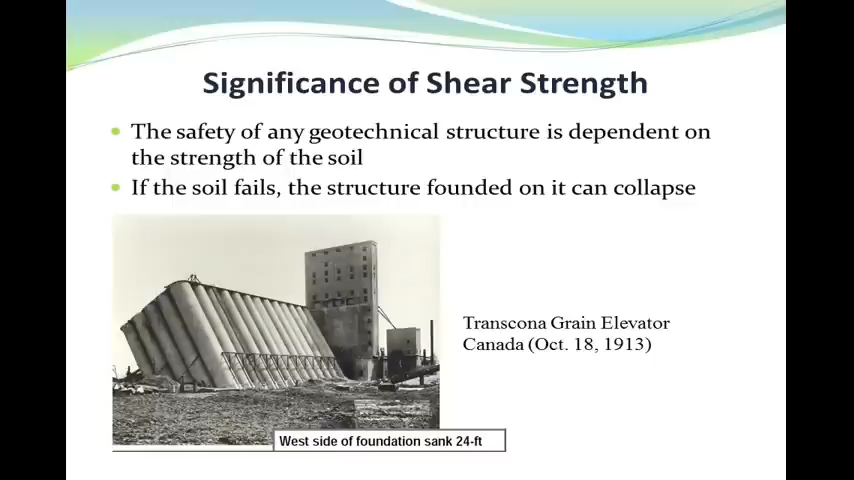 Significance of Shear Strength
The safety of any geotechnical structure is dependent on
the strength of the soil
If the soil fails, the structure founded on it can collapse
Transcona Grain Elevator
Canada (Oct. 18, 1913)
West side of foundation sank 24-ft